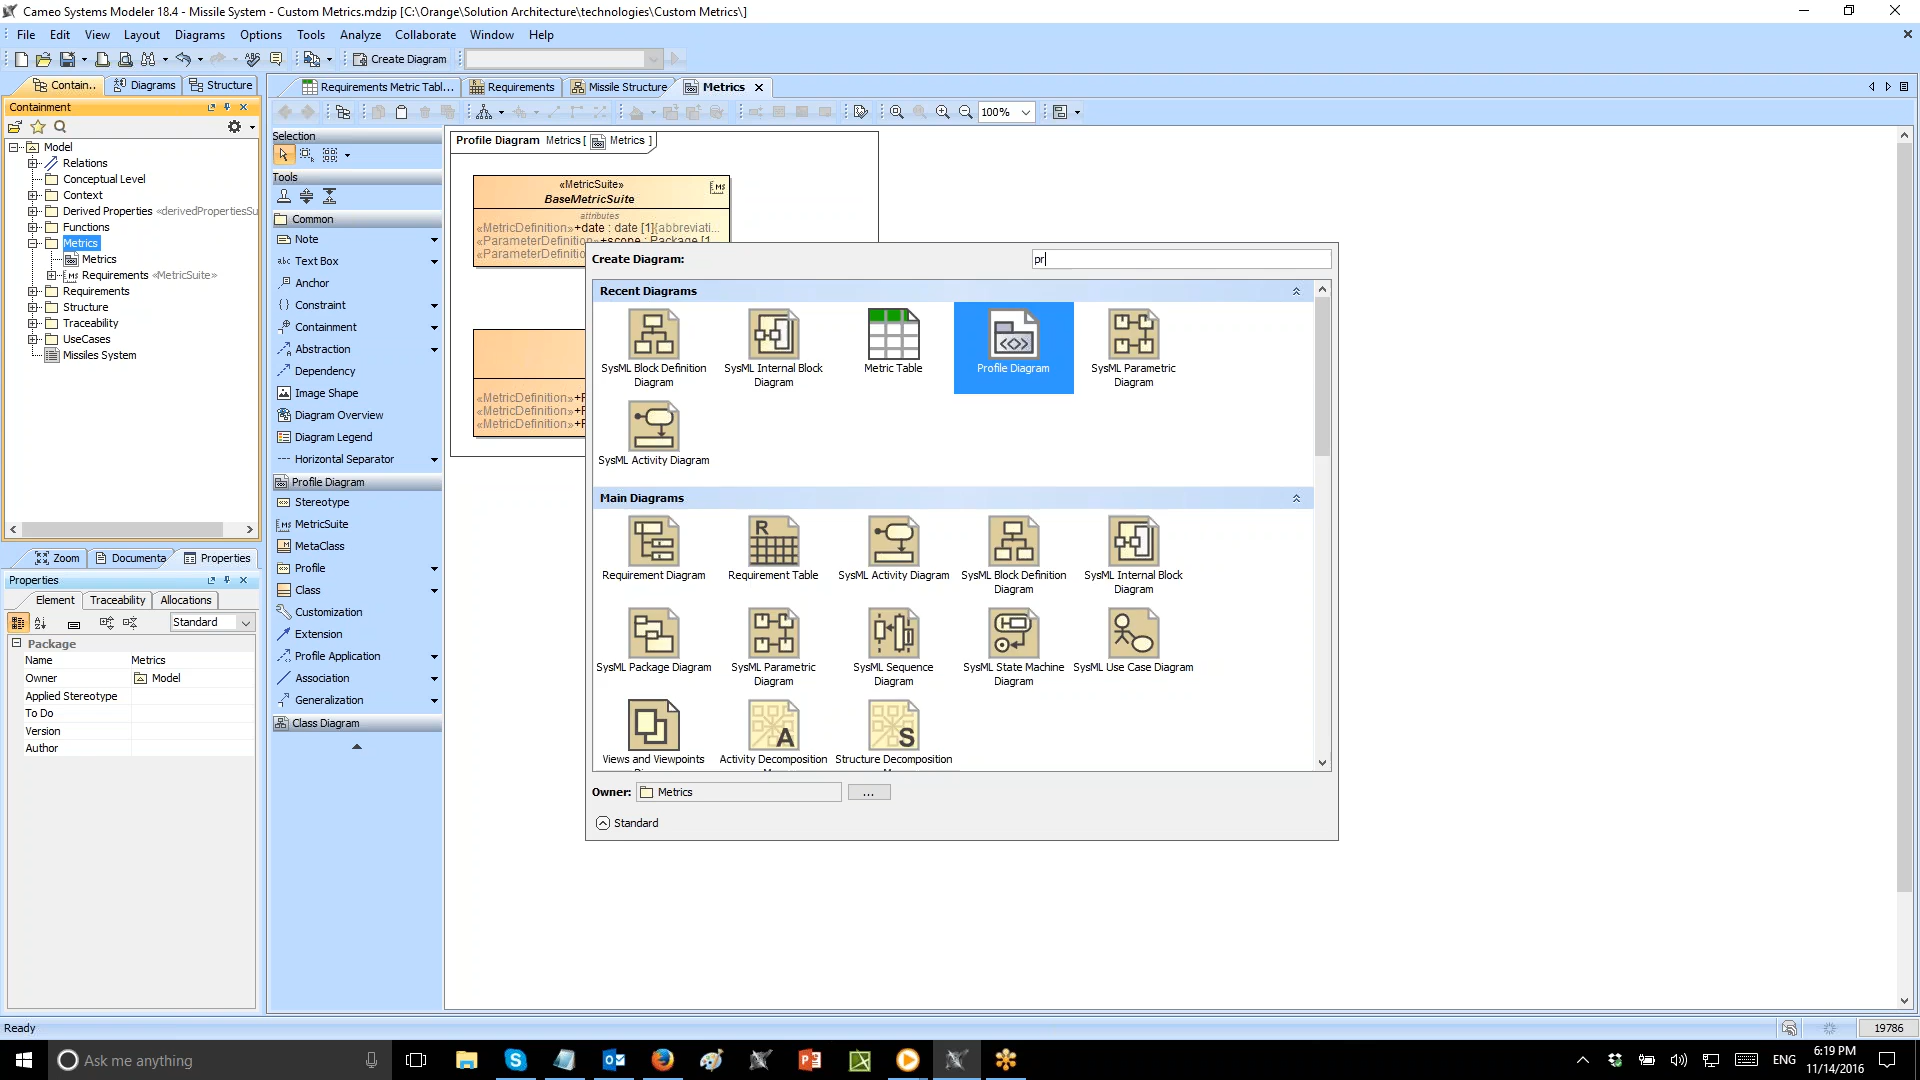 Cameo Systems Modeler 18.4 - Missile System - Custom Metrics.mdzip [C:\Orange\Solution Architecture\technologies\Custom Metrics\]
File Edit View Layout Diagrams Options Tools Analyze Collaborate Window Help
Create Diagram
Contain.. Diagrams Structure
Requirements Metric Tabl... Requirements Missile Structure Metrics
Containment
100%
Model
Relations
Conceptual Level
Context
Derived Properties «derivedPropertiesSu
Functions
Metrics
Metrics
Requirements «MetricSuite»
Requirements
Structure
Traceability
UseCases
Missiles System
Zoom Documenta Properties
Properties
Element Traceability Allocations
Standard
Package
Name Metrics
Owner Model
Applied Stereotype
To Do
Version
Author
Selection
Tools
Common
Note
abc Text Box
Anchor
{ } Constraint
Containment
Abstraction
Dependency
Image Shape
Diagram Overview
Diagram Legend
Horizontal Separator
Profile Diagram
Stereotype
MS MetricSuite
MetaClass
Profile
Class
Customization
Extension
Profile Application
Association
Generalization
Class Diagram
Profile Diagram Metrics [ Metrics ]
«MetricSuite»
BaseMetricSuite
attributes
«MetricDefinition»+date : date [1]{abbreviati...
«ParameterDefinition»+scope : Package [1
«ParameterDefinitio
«MetricDefinition»+F
«MetricDefinition»+F
«MetricDefinition»+F
Create Diagram:
pr
Recent Diagrams
SysML Block Definition Diagram
SysML Internal Block Diagram
Metric Table
Profile Diagram
SysML Parametric Diagram
SysML Activity Diagram
Main Diagrams
Requirement Diagram
Requirement Table
SysML Activity Diagram
SysML Block Definition Diagram
SysML Internal Block Diagram
SysML Package Diagram
SysML Parametric Diagram
SysML Sequence Diagram
SysML State Machine Diagram
SysML Use Case Diagram
Views and Viewpoints
Activity Decomposition
Structure Decomposition
Owner: Metrics ...
Standard
Ready
19786
Ask me anything
ENG
6:19 PM
11/14/2016